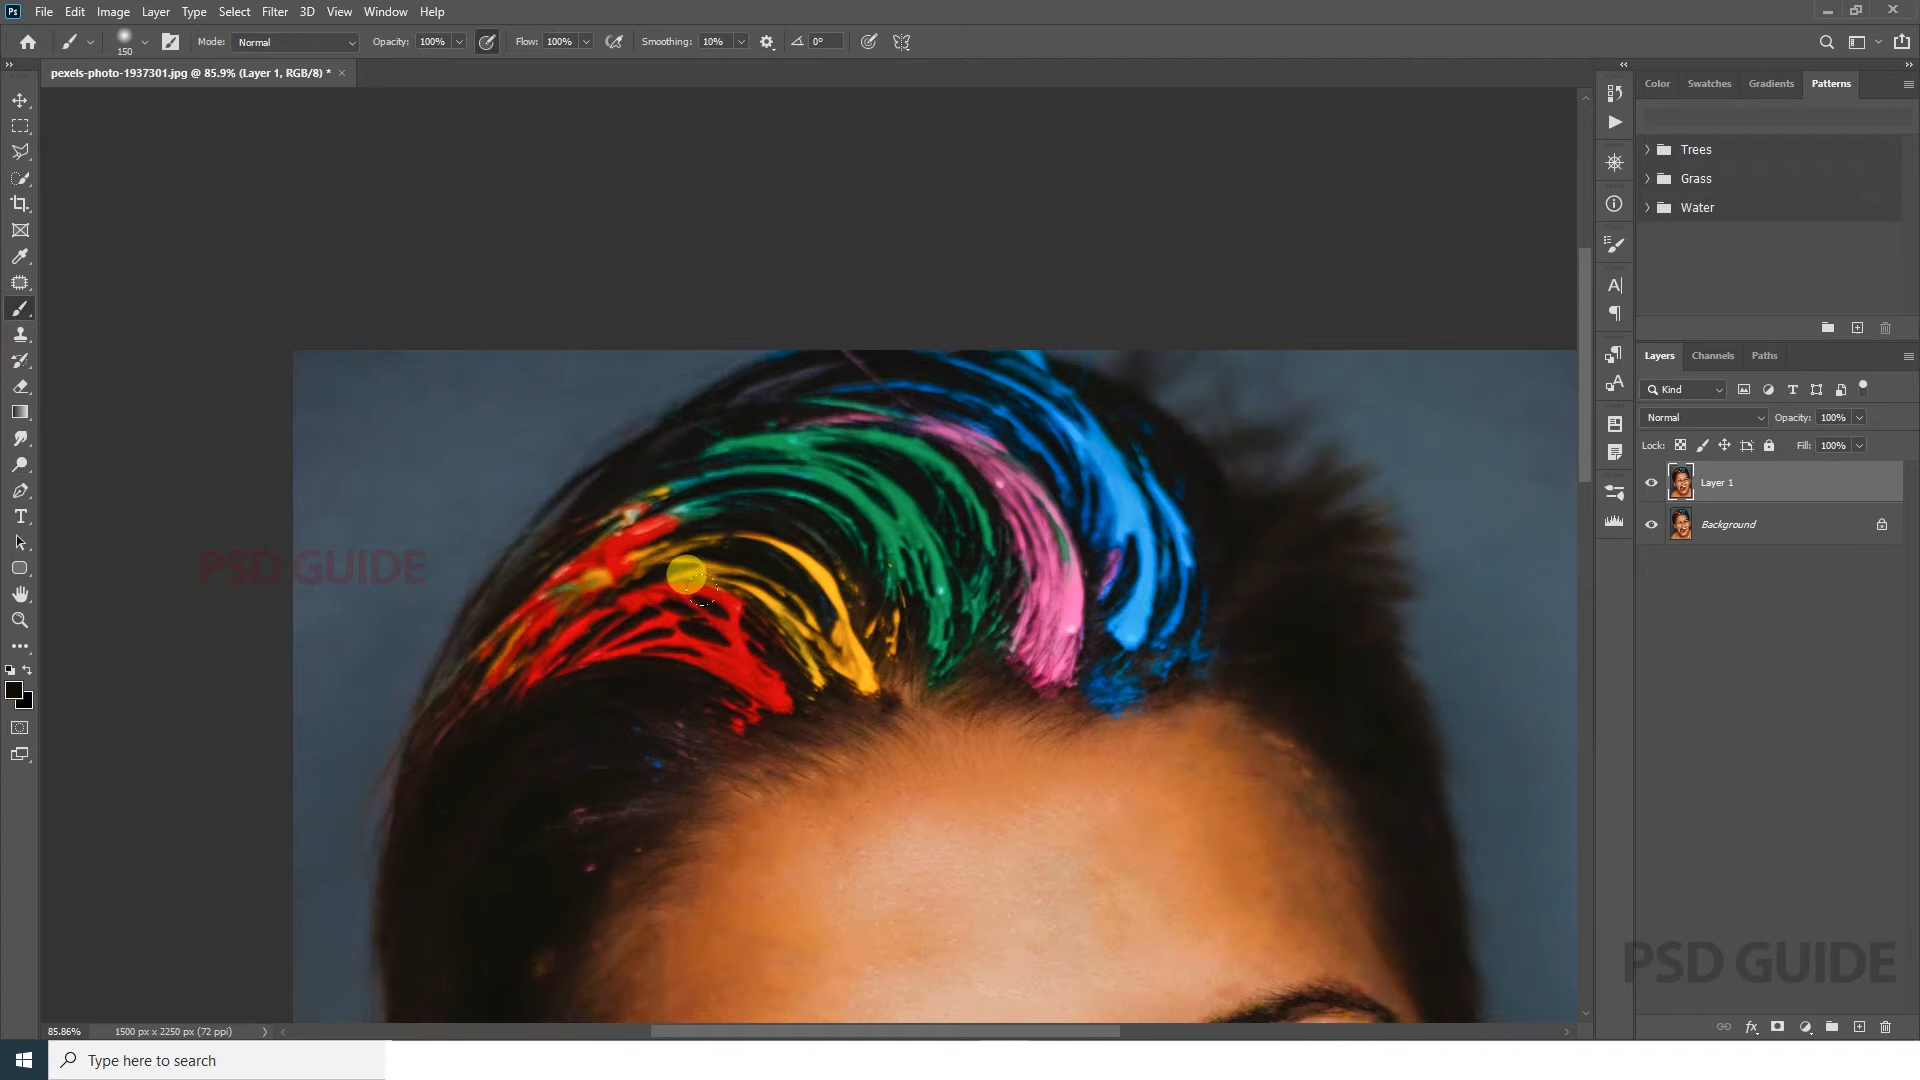 Ps File Edit Image Layer Type Select Filter 3D View Window Help
150 Mode: Normal Opacity: 100% Flow: 100% Smoothing: 10% 0°
pexels-photo-1937301.jpg @ 85.9% (Layer 1, RGB/8) *
Color Swatches Gradients Patterns
Trees
Grass
Water
Layers Channels Paths
Kind
Normal Opacity: 100%
Lock: Fill: 100%
Layer 1
Background
PSD GUIDE
PSD GUIDE
85.86% 1500 px x 2250 px (72 ppi)
Type here to search